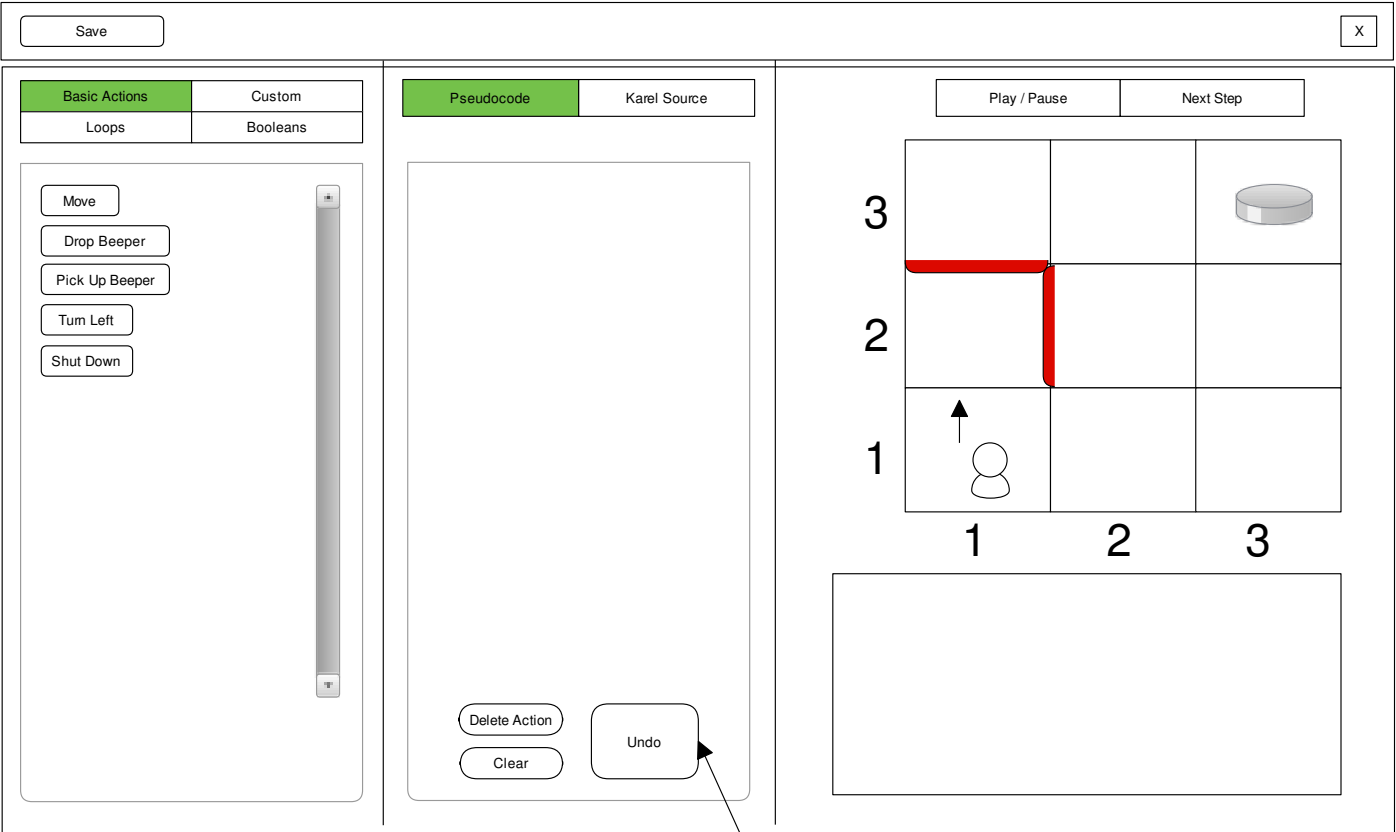 Save
X
Basic Actions
Custom
Loops
Booleans
Move
Drop Beeper
Pick Up Beeper
Turn Left
Shut Down
Pseudocode
Karel Source
Delete Action
Clear
Undo
Play / Pause
Next Step
3
2
1
1 2 3